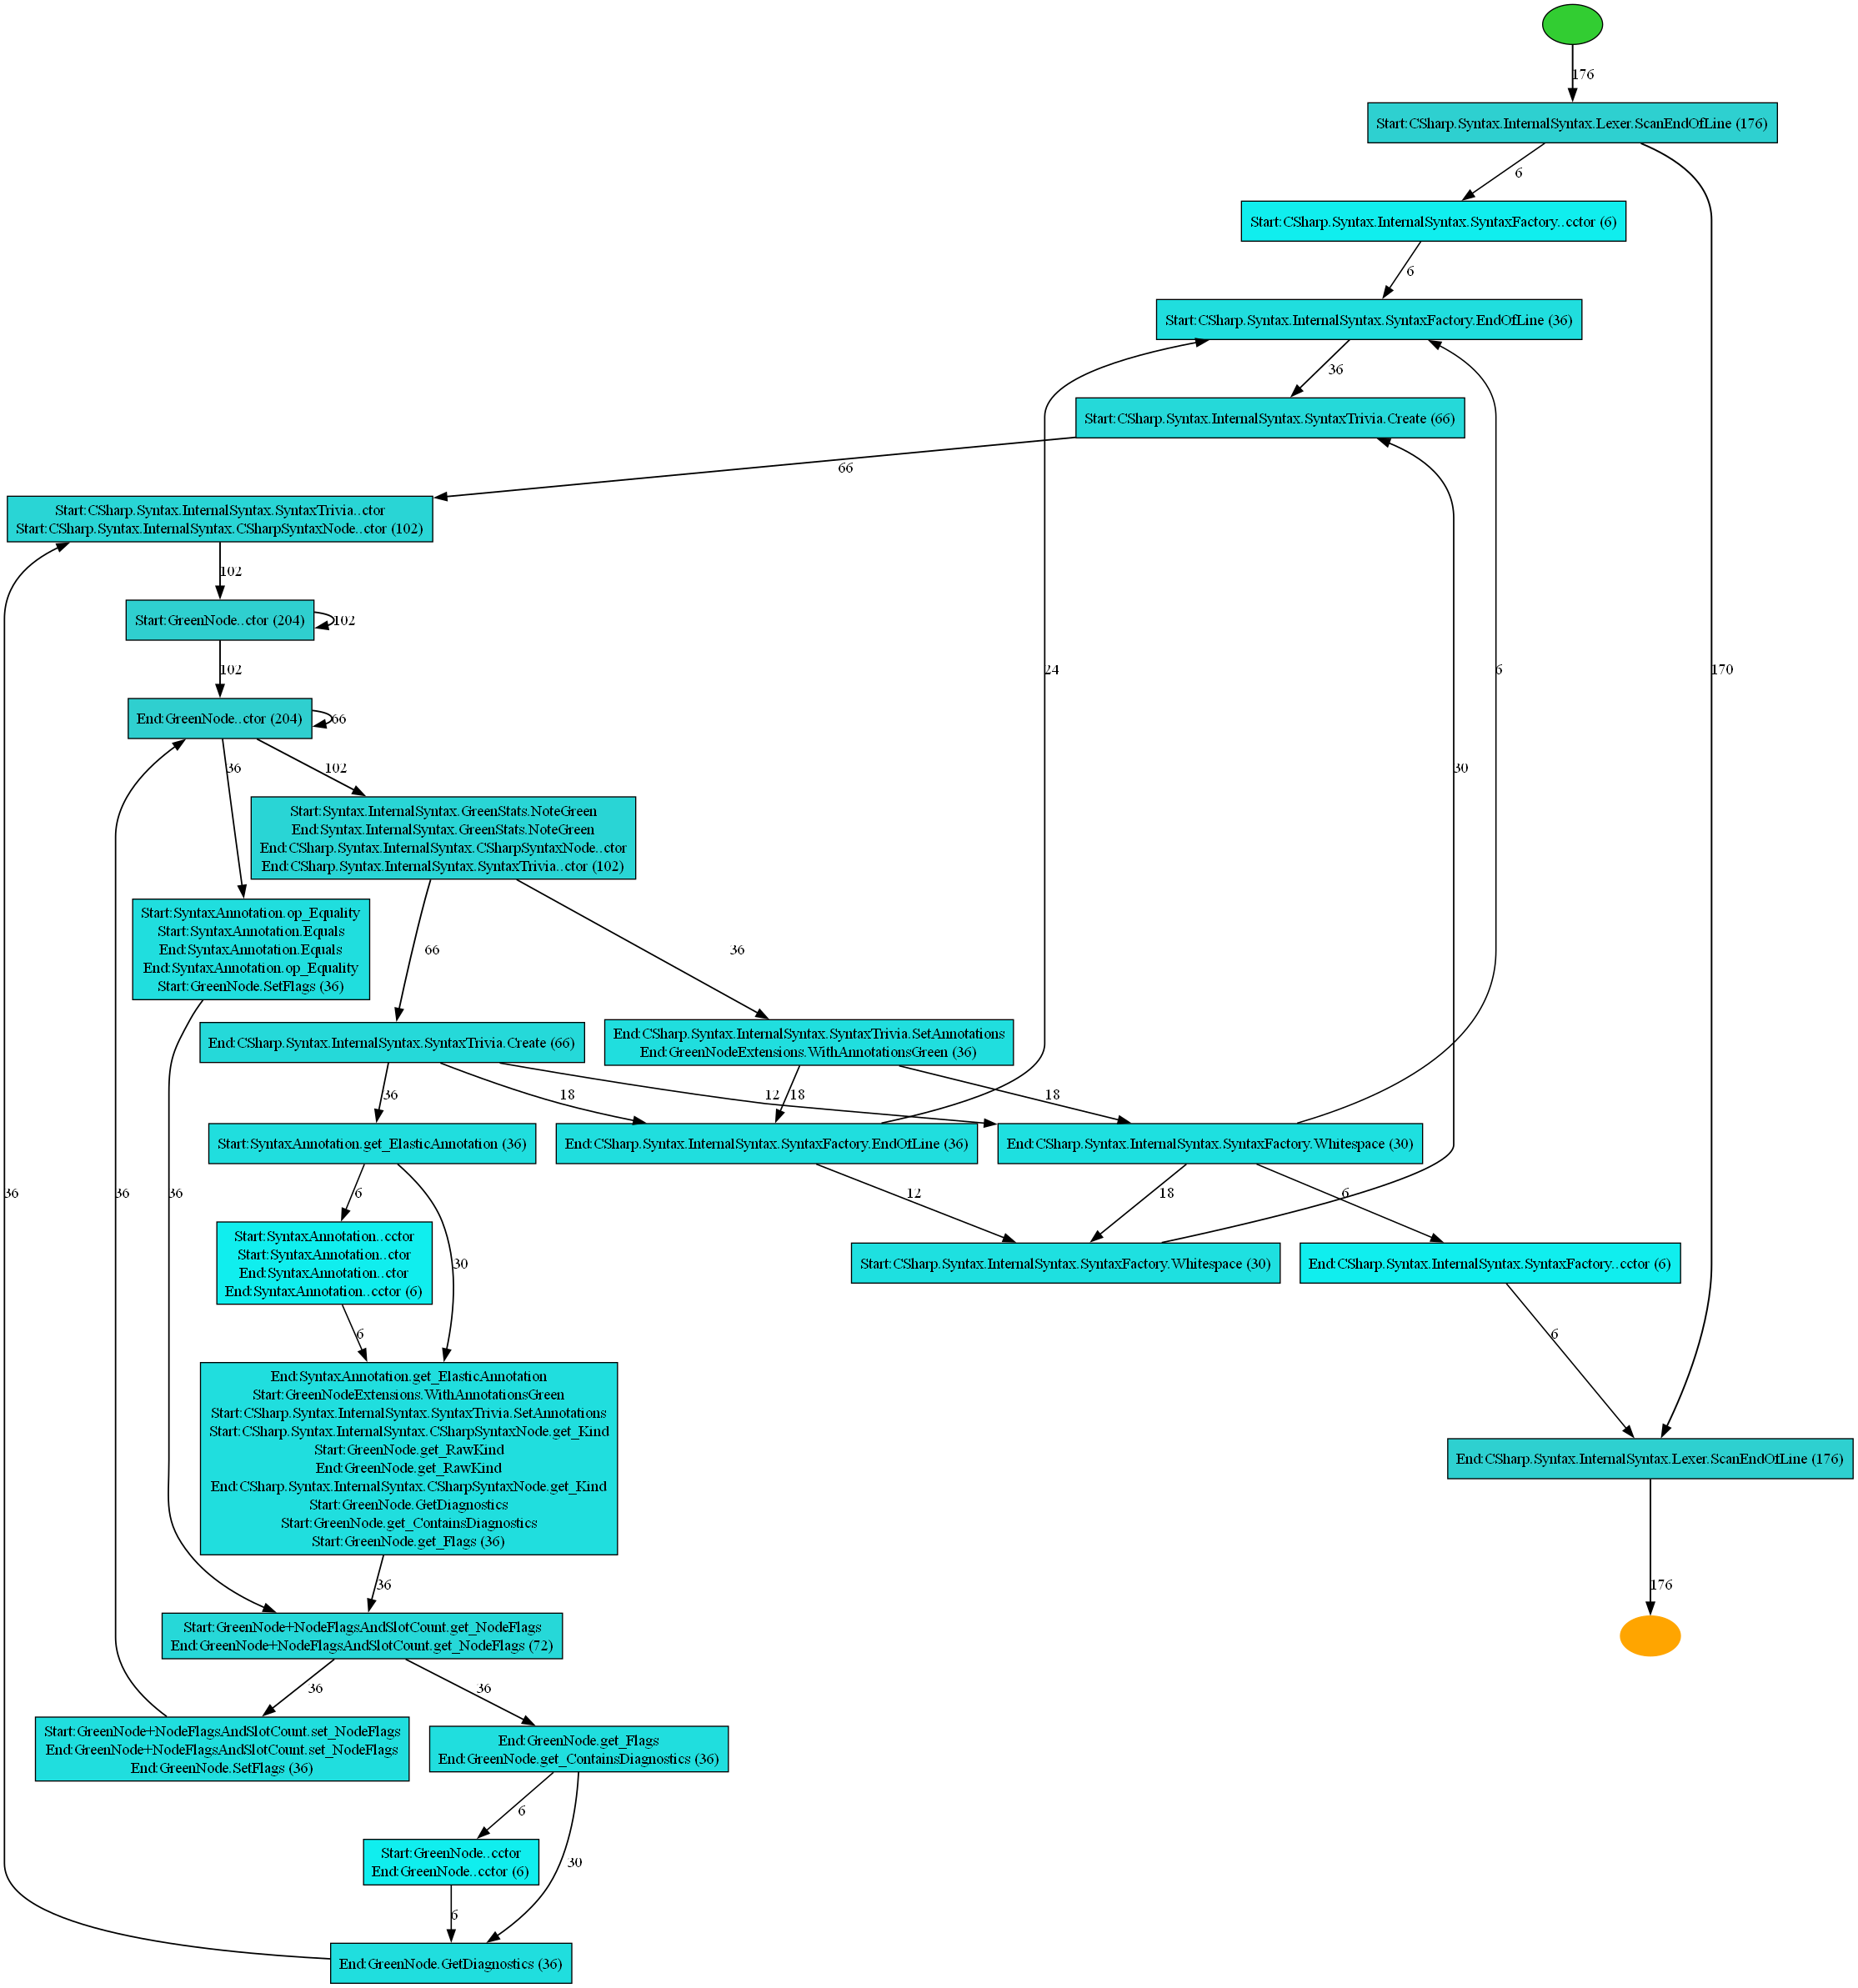 176
Start:CSharp.Syntax.InternalSyntax.Lexer.ScanEndOfLine (176)
6
Start:CSharp.Syntax.InternalSyntax.SyntaxFactory..cctor (6)
6
Start:CSharp.Syntax.InternalSyntax.SyntaxFactory.EndOfLine (36)
36
Start:CSharp.Syntax.InternalSyntax.SyntaxTrivia.Create (66)
66
Start:CSharp.Syntax.InternalSyntax.SyntaxTrivia..ctor
Start:CSharp.Syntax.InternalSyntax.CSharpSyntaxNode..ctor (102)
102
Start:GreenNode..ctor (204)
102
102
24
6
170
End:GreenNode..ctor (204)
66
36
102
30
Start:Syntax.InternalSyntax.GreenStats.NoteGreen
End:Syntax.InternalSyntax.GreenStats.NoteGreen
End:CSharp.Syntax.InternalSyntax.CSharpSyntaxNode..ctor
End:CSharp.Syntax.InternalSyntax.SyntaxTrivia..ctor (102)
Start:SyntaxAnnotation.op_Equality
Start:SyntaxAnnotation.Equals
End:SyntaxAnnotation.Equals
End:SyntaxAnnotation.op_Equality
Start:GreenNode.SetFlags (36)
66
36
End:CSharp.Syntax.InternalSyntax.SyntaxTrivia.Create (66)
End:CSharp.Syntax.InternalSyntax.SyntaxTrivia.SetAnnotations
End:GreenNodeExtensions.WithAnnotationsGreen (36)
36
18
12
18
18
Start:SyntaxAnnotation.get_ElasticAnnotation (36)
End:CSharp.Syntax.InternalSyntax.SyntaxFactory.EndOfLine (36)
End:CSharp.Syntax.InternalSyntax.SyntaxFactory.Whitespace (30)
36
36
36
6
12
18
6
Start:SyntaxAnnotation..cctor
Start:SyntaxAnnotation..ctor
End:SyntaxAnnotation..ctor
End:SyntaxAnnotation..cctor (6)
30
Start:CSharp.Syntax.InternalSyntax.SyntaxFactory.Whitespace (30)
End:CSharp.Syntax.InternalSyntax.SyntaxFactory..cctor (6)
6
6
End:SyntaxAnnotation.get_ElasticAnnotation
Start:GreenNodeExtensions.WithAnnotationsGreen
Start:CSharp.Syntax.InternalSyntax.SyntaxTrivia.SetAnnotations
Start:CSharp.Syntax.InternalSyntax.CSharpSyntaxNode.get_Kind
Start:GreenNode.get_RawKind
End:GreenNode.get_RawKind
End:CSharp.Syntax.InternalSyntax.CSharpSyntaxNode.get_Kind
Start:GreenNode.GetDiagnostics
Start:GreenNode.get_ContainsDiagnostics
Start:GreenNode.get_Flags (36)
End:CSharp.Syntax.InternalSyntax.Lexer.ScanEndOfLine (176)
36
176
Start:GreenNode+NodeFlagsAndSlotCount.get_NodeFlags
End:GreenNode+NodeFlagsAndSlotCount.get_NodeFlags (72)
36
36
Start:GreenNode+NodeFlagsAndSlotCount.set_NodeFlags
End:GreenNode+NodeFlagsAndSlotCount.set_NodeFlags
End:GreenNode.SetFlags (36)
End:GreenNode.get_Flags
End:GreenNode.get_ContainsDiagnostics (36)
6
30
Start:GreenNode..cctor
End:GreenNode..cctor (6)
6
End:GreenNode.GetDiagnostics (36)